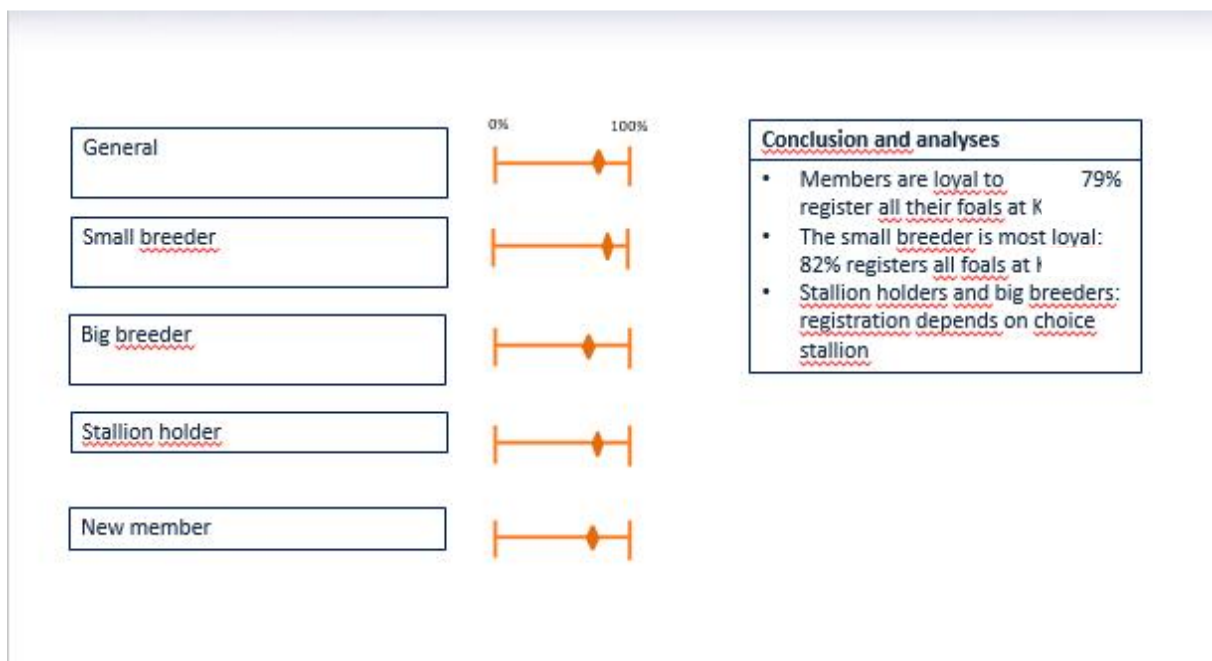 0%
100%
General
Small breeder
Big breeder
Stallion holder
New member
Conclusion and analyses
• Members are loyal to 79%
register all their foals at K
• The small breeder is most loyal:
82% registers all foals at
• Stallion holders and big breeders:
registration depends on choice
stallion